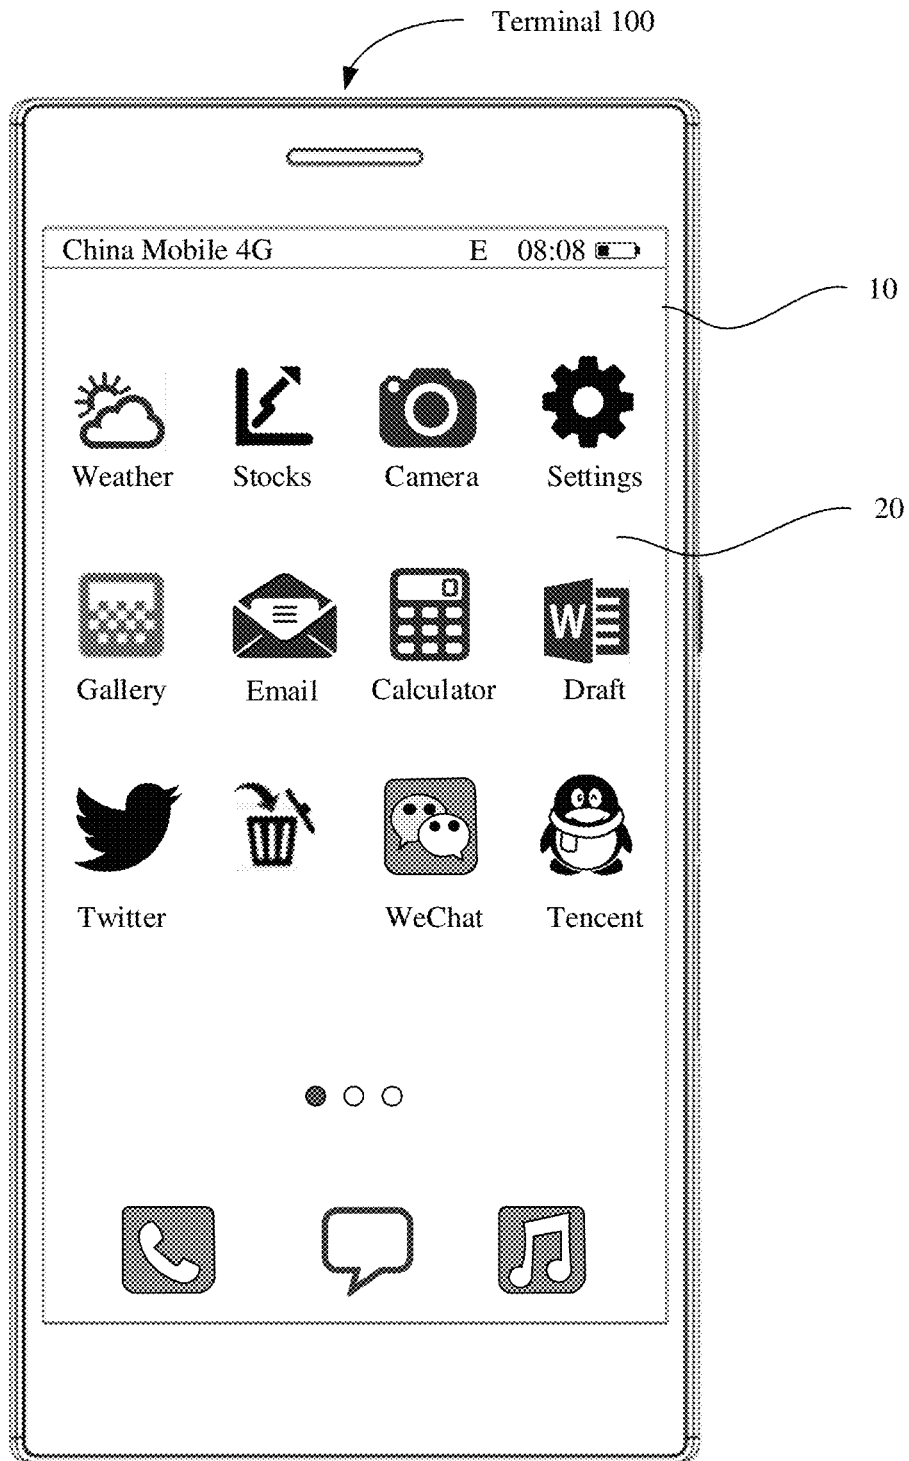 Terminal 100
China Mobile 4G E 08:08
10
Weather Stocks Camera Settings
20
0
W
Gallery Email Calculator Draft
Twitter WeChat Tencent